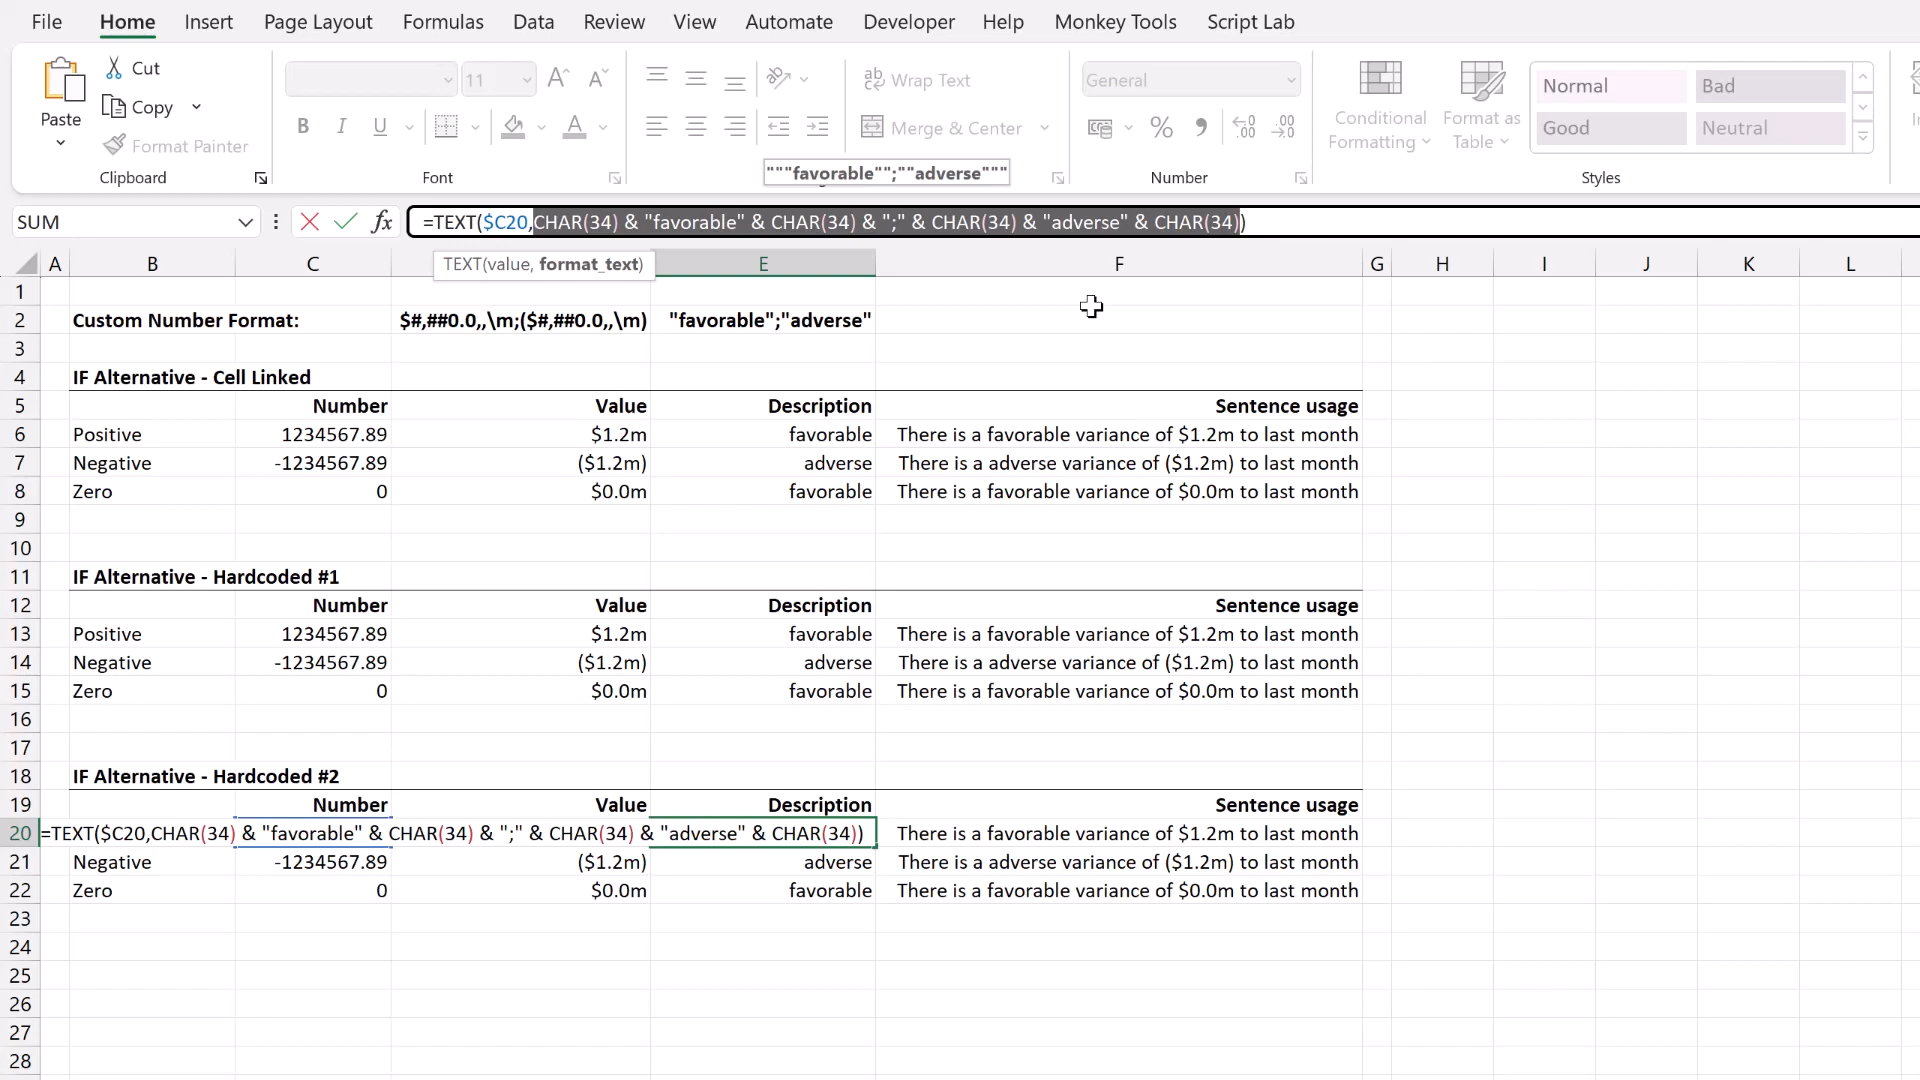 File Home Insert Page Layout Formulas Data Review View Automate Developer Help Monkey Tools Script Lab
Paste
Cut
Copy
Format Painter
Clipboard
11
A A
B I U A
Font
ab Wrap Text
Merge & Center
General
% 9 .00 .00
Number
Conditional Formatting
Format as Table
Normal Bad
Good Neutral
Styles
"""favorable"";""adverse"""
SUM fx =TEXT($C20,CHAR(34) & "favorable" & CHAR(34) & ";" & CHAR(34) & "adverse" & CHAR(34))
TEXT(value, format_text)
A B C E F G H I J K L
1
2 Custom Number Format: $#,##0.0,,\m;($#,##0.0,,\m) "favorable";"adverse"
3
4 IF Alternative - Cell Linked
5 Number Value Description Sentence usage
6 Positive 1234567.89 $1.2m favorable There is a favorable variance of $1.2m to last month
7 Negative -1234567.89 ($1.2m) adverse There is a adverse variance of ($1.2m) to last month
8 Zero 0 $0.0m favorable There is a favorable variance of $0.0m to last month
9
10
11 IF Alternative - Hardcoded #1
12 Number Value Description Sentence usage
13 Positive 1234567.89 $1.2m favorable There is a favorable variance of $1.2m to last month
14 Negative -1234567.89 ($1.2m) adverse There is a adverse variance of ($1.2m) to last month
15 Zero 0 $0.0m favorable There is a favorable variance of $0.0m to last month
16
17
18 IF Alternative - Hardcoded #2
19 Number Value Description Sentence usage
20 =TEXT($C20,CHAR(34) & "favorable" & CHAR(34) & ";" & CHAR(34) & "adverse" & CHAR(34)) There is a favorable variance of $1.2m to last month
21 Negative -1234567.89 ($1.2m) adverse There is a adverse variance of ($1.2m) to last month
22 Zero 0 $0.0m favorable There is a favorable variance of $0.0m to last month
23
24
25
26
27
28